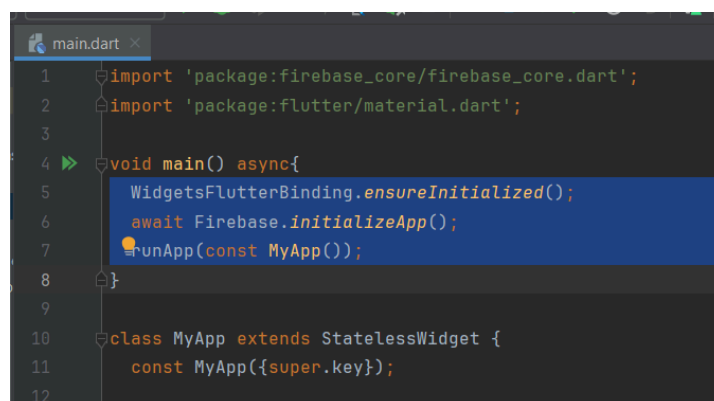 main.dart
1 import 'package:firebase_core/firebase_core.dart';
2 import 'package:flutter/material.dart';
3
4 void main() async{
5 WidgetsFlutterBinding.ensureInitialized();
6 await Firebase.initializeApp();
7 runApp(const MyApp());
8 }
9
10 class MyApp extends StatelessWidget {
11 const MyApp({super.key});
12